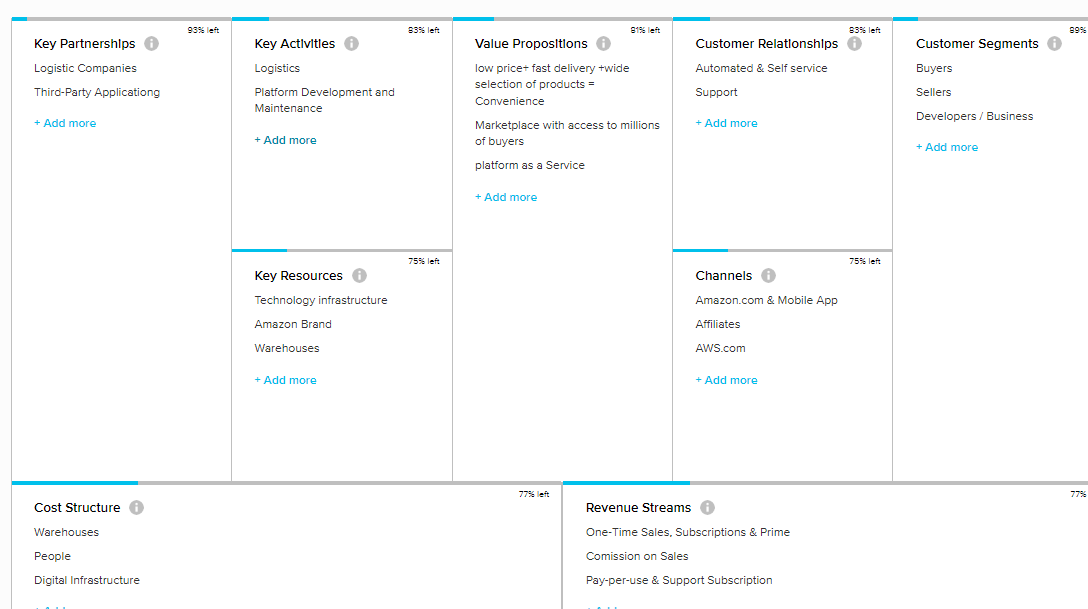 93% left
Key Partnerships
Logistic Companies
Third-Party Applicationg
+ Add more
83% left
Key Activities
Logistics
Platform Development and
Maintenance
+ Add more
81% left
Value Propositions
low price+ fast delivery +wide
selection of products =
Convenience
Marketplace with access to millions
of buyers
platform as a Service
+ Add more
83% left
Customer Relationships
Automated & Self service
Support
+ Add more
89%
Customer Segments
Buyers
Sellers
Developers / Business
+ Add more
75% left
Key Resources
Technology infrastructure
Amazon Brand
Warehouses
+ Add more
75% left
Channels
Amazon.com & Mobile App
Affiliates
AWS.com
+ Add more
77% left
Cost Structure
Warehouses
People
Digital Infrastructure
77%
Revenue Streams
One-Time Sales, Subscriptions & Prime
Comission on Sales
Pay-per-use & Support Subscription